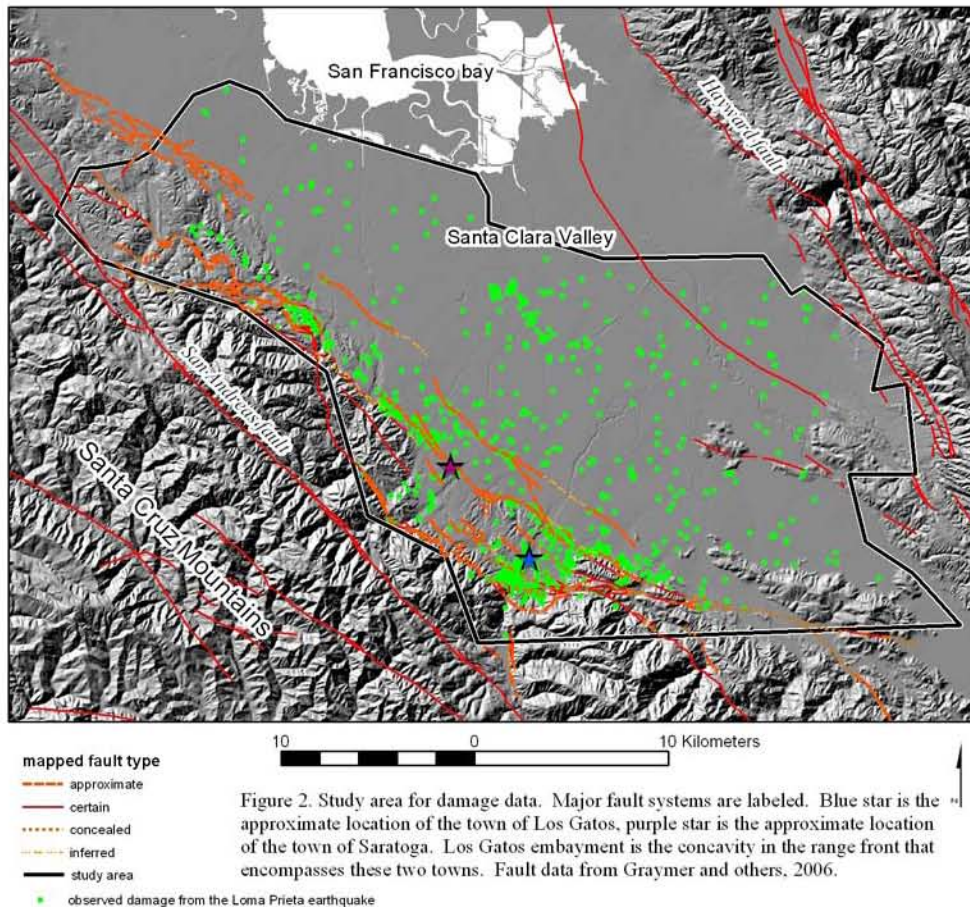 San Francisco bay
Hayward fault
Santa Clara Valley
San Andreas fault
Santa Cruz Mountains
10 0 10 Kilometers
mapped fault type
approximate
certain
concealed
inferred
study area
observed damage from the Loma Prieta earthquake
Figure 2. Study area for damage data. Major fault systems are labeled. Blue star is the
approximate location of the town of Los Gatos, purple star is the approximate location
of the town of Saratoga. Los Gatos embayment is the concavity in the range front that
encompasses these two towns. Fault data from Graymer and others, 2006.